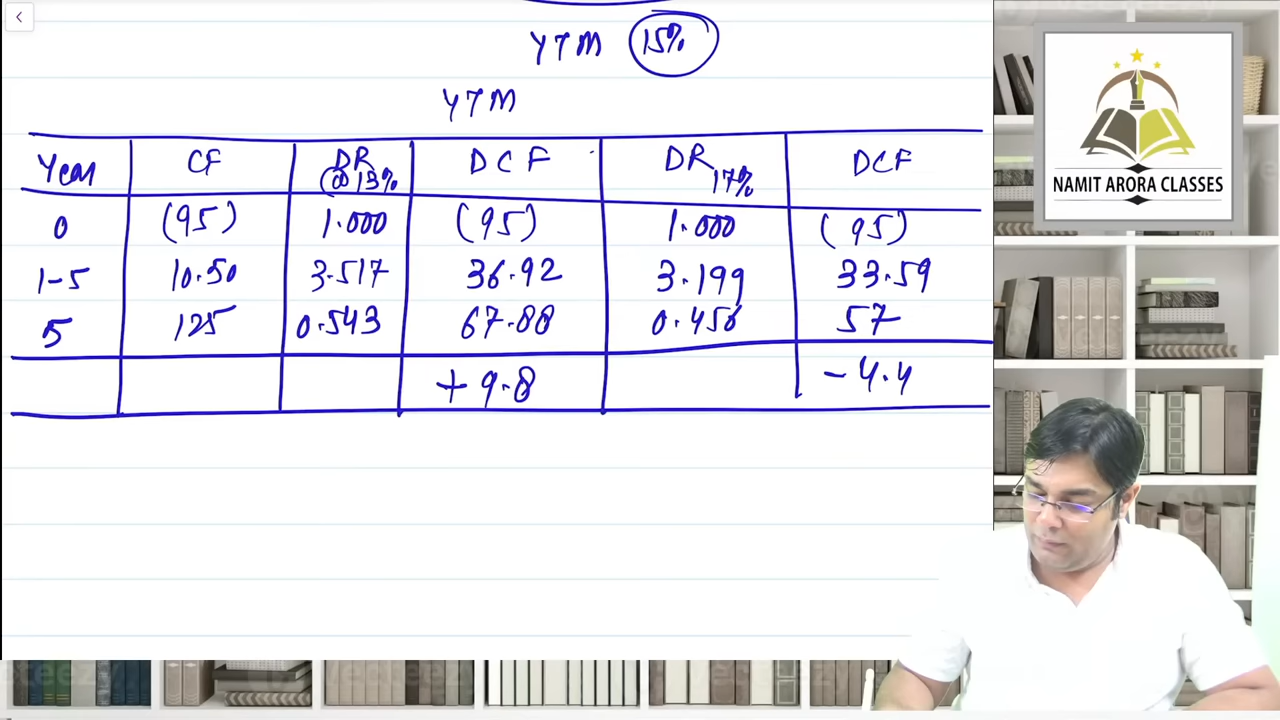 YTM 15%
YTM
Year CF DR @ 13% DCF DR 17% DCF
0 (95) 1.000 (95) 1.000 (95)
1-5 10.50 3.517 36.92 3.199 33.59
5 125 0.543 67.88 0.456 57
+9.8 -4.4
NAMIT ARORA CLASSES